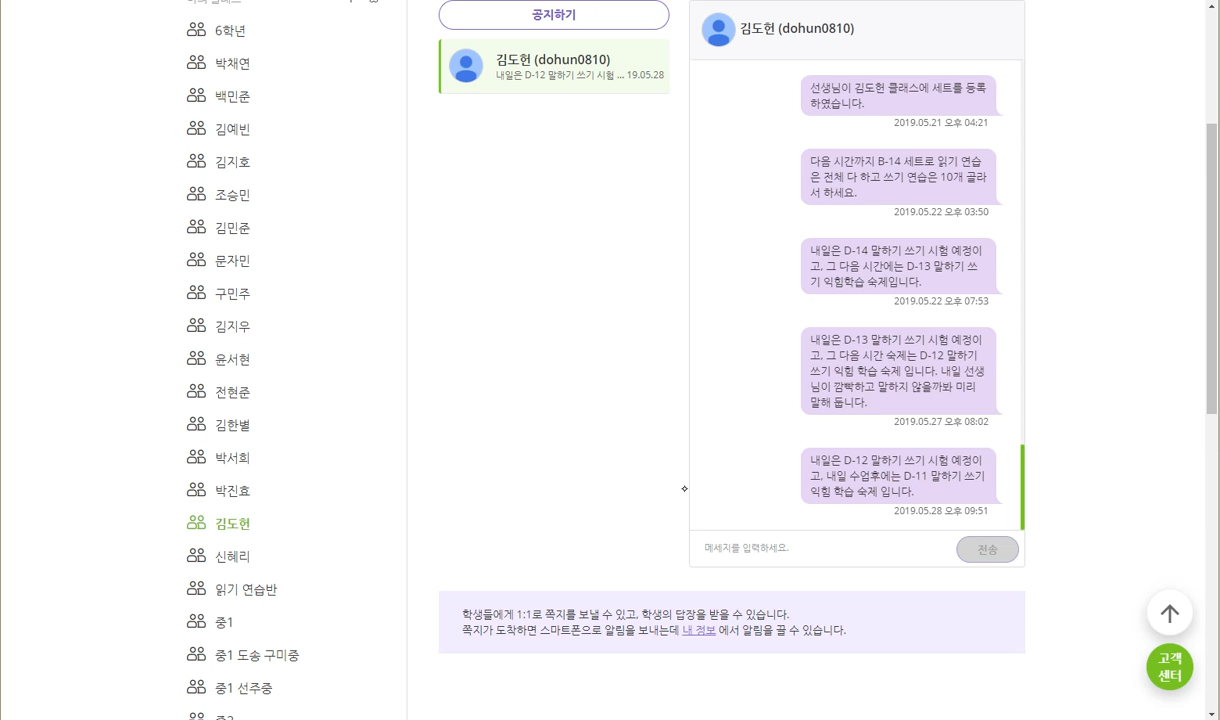 6학년
박채연
백민준
김예빈
김지호
조승민
김민준
문자민
구민주
김지우
윤서현
전현준
김한별
박서희
박진효
김도헌
신혜리
읽기 연습반
중1
중1 도송 구미중
중1 선주중
공지하기
김도헌 (dohun0810)
내일은 D-12 말하기 쓰기 시험 ... 19.05.28
김도헌 (dohun0810)
선생님이 김도헌 클래스에 세트를 등록
하였습니다.
2019.05.21 오후 04:21
다음 시간까지 B-14 세트로 읽기 연습
은 전체 다 하고 쓰기 연습은 10개 골라
서 하세요.
2019.05.22 오후 03:50
내일은 D-14 말하기 쓰기 시험 예정이
고, 그 다음 시간에는 D-13 말하기 쓰
기 익힘학습 숙제입니다.
2019.05.22 오후 07:53
내일은 D-13 말하기 쓰기 시험 예정이
고, 그 다음 시간 숙제는 D-12 말하기
쓰기 익힘 학습 숙제 입니다. 내일 선생
님이 깜빡하고 말하지 않을까봐 미리
말해 둡니다.
2019.05.27 오후 08:02
내일은 D-12 말하기 쓰기 시험 예정이
고, 내일 수업후에는 D-11 말하기 쓰기
익힘 학습 숙제 입니다.
2019.05.28 오후 09:51
메세지를 입력하세요.
전송
학생들에게 1:1로 쪽지를 보낼 수 있고, 학생의 답장을 받을 수 있습니다.
쪽지가 도착하면 스마트폰으로 알림을 보내는데 내 정보 에서 알림을 끌 수 있습니다.
고객
센터